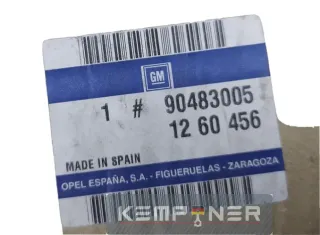 GM
1 # 90483005
12 60 456
MADE IN SPAIN
OPEL ESPAÑA, S.A. - FIGUERUELAS - ZARAGOZA
KEMPTNER